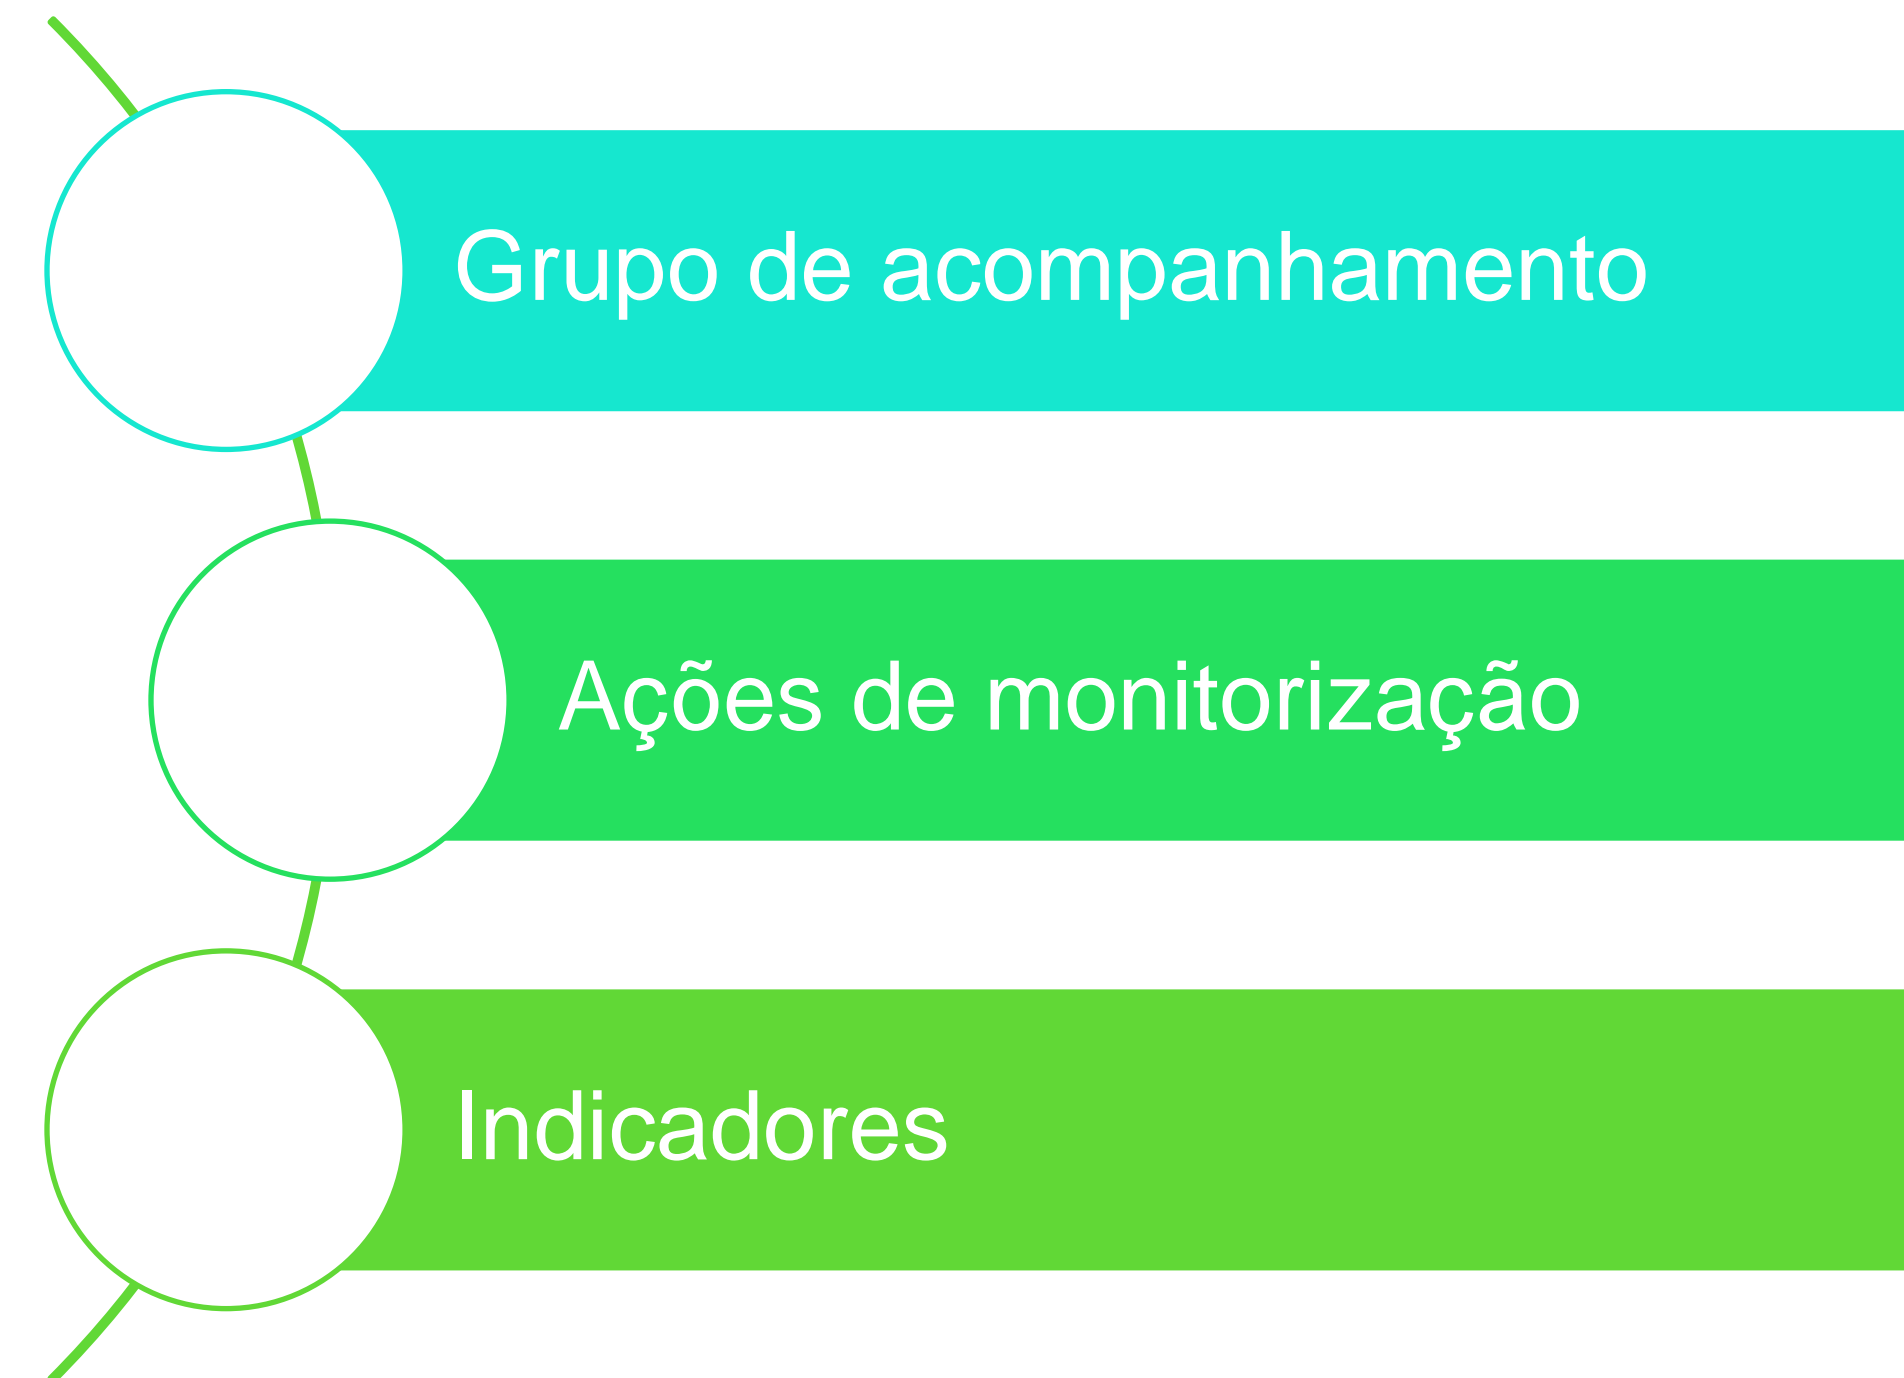 Grupo de acompanhamento
Ações de monitorização
Indicadores